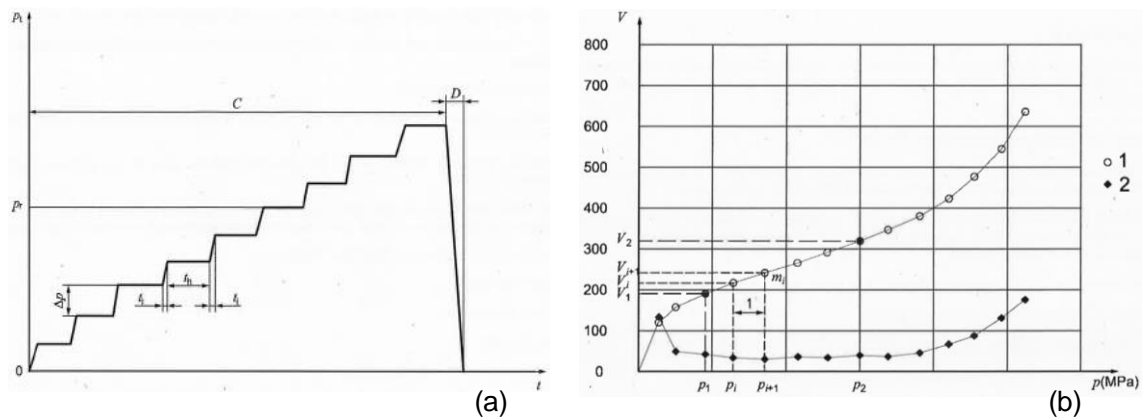 p_t
C
D
p_r
Δp
t_i
t_h
t_i
0
t
(a)
V
800
700
600
500
400
V_2
300
V_{i+1}
V_i
200
V_1
100
0
m_i
1
p_1
p_i
p_{i+1}
p_2
p(MPa)
1
2
(b)